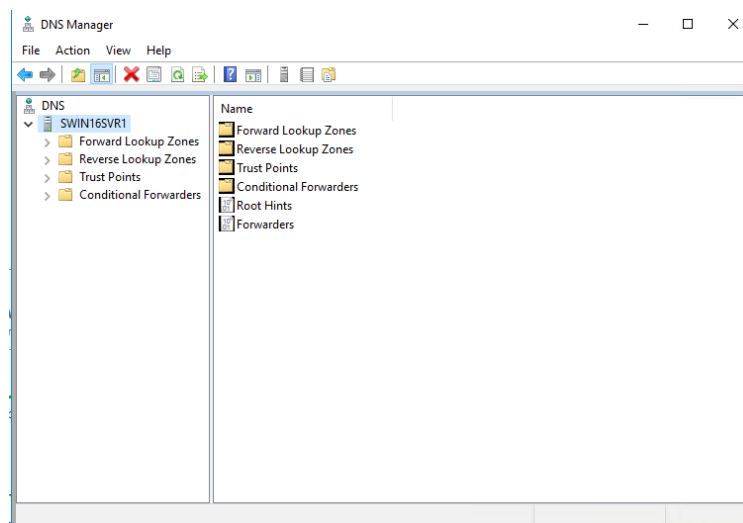 DNS Manager
File Action View Help
DNS
SWIN16SVR1
Forward Lookup Zones
Reverse Lookup Zones
Trust Points
Conditional Forwarders
Name
Forward Lookup Zones
Reverse Lookup Zones
Trust Points
Conditional Forwarders
Root Hints
Forwarders